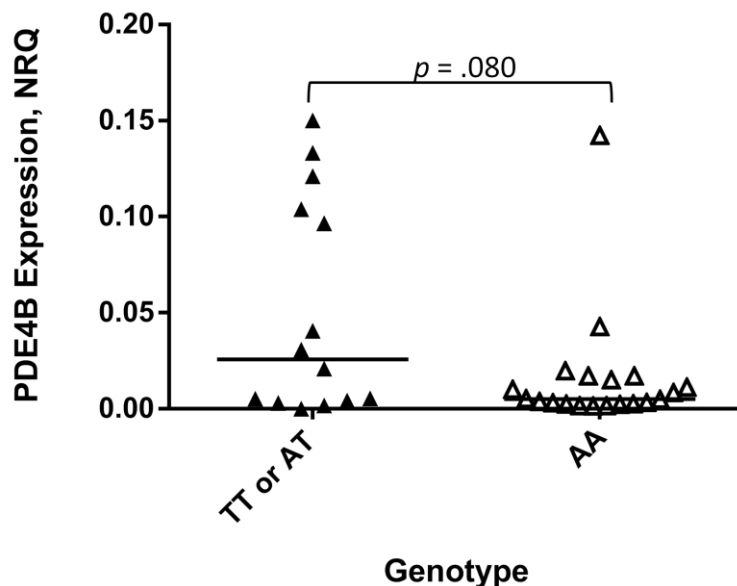 PDE4B Expression, NRQ
0.20
0.15
0.10
0.05
0.00
p = .080
TT or AT
AA
Genotype